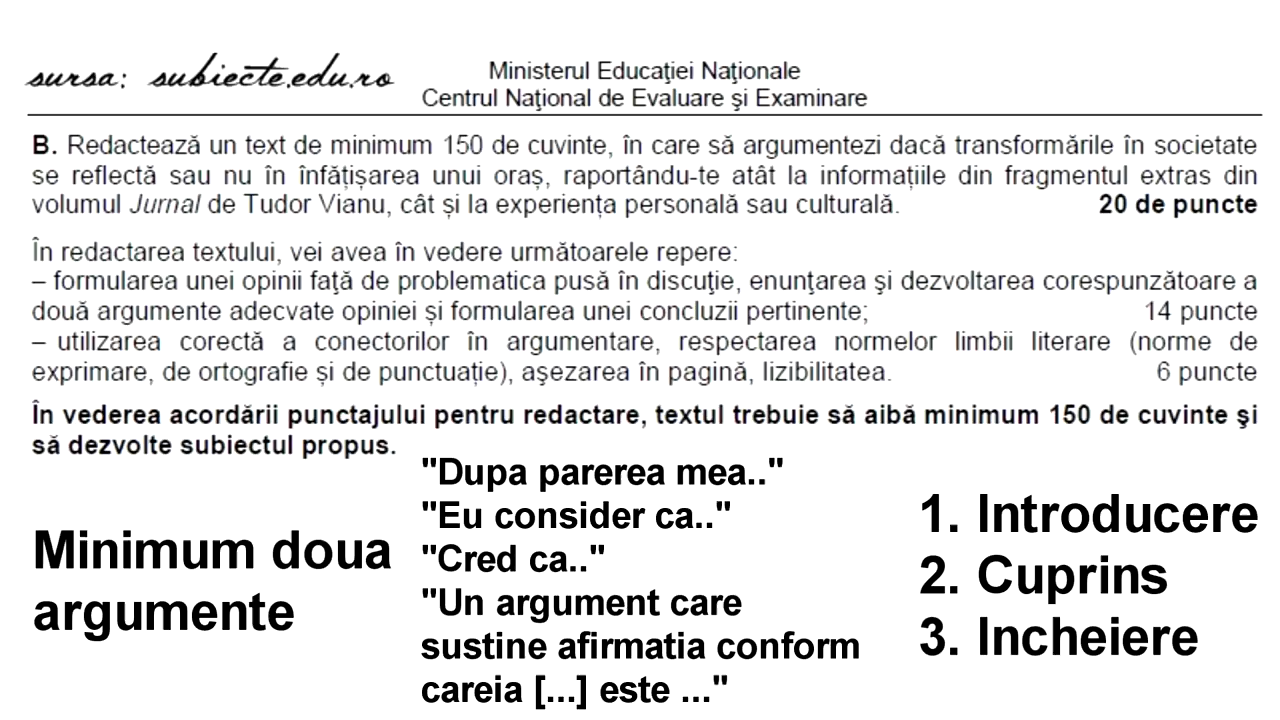 sursa: subiecte.edu.ro
Ministerul Educaţiei Naţionale
Centrul Naţional de Evaluare şi Examinare
B. Redactează un text de minimum 150 de cuvinte, în care să argumentezi dacă transformările în societate
se reflectă sau nu în înfățișarea unui oraș, raportându-te atât la informațiile din fragmentul extras din
volumul Jurnal de Tudor Vianu, cât și la experiența personală sau culturală. 20 de puncte
În redactarea textului, vei avea în vedere următoarele repere:
– formularea unei opinii faţă de problematica pusă în discuţie, enunţarea şi dezvoltarea corespunzătoare a
două argumente adecvate opiniei și formularea unei concluzii pertinente; 14 puncte
– utilizarea corectă a conectorilor în argumentare, respectarea normelor limbii literare (norme de
exprimare, de ortografie și de punctuație), aşezarea în pagină, lizibilitatea. 6 puncte
În vederea acordării punctajului pentru redactare, textul trebuie să aibă minimum 150 de cuvinte şi
să dezvolte subiectul propus.
Minimum doua
argumente
"Dupa parerea mea.."
"Eu consider ca.."
"Cred ca.."
"Un argument care
sustine afirmatia conform
careia [...] este ..."
1. Introducere
2. Cuprins
3. Incheiere